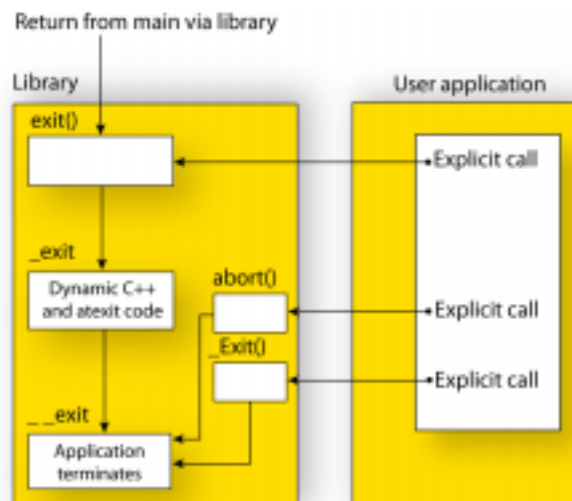 Return from main via library
Library
User application
exit()
Explicit call
_exit
Dynamic C++
and atexit code
abort()
Explicit call
_Exit()
Explicit call
__exit
Application
terminates